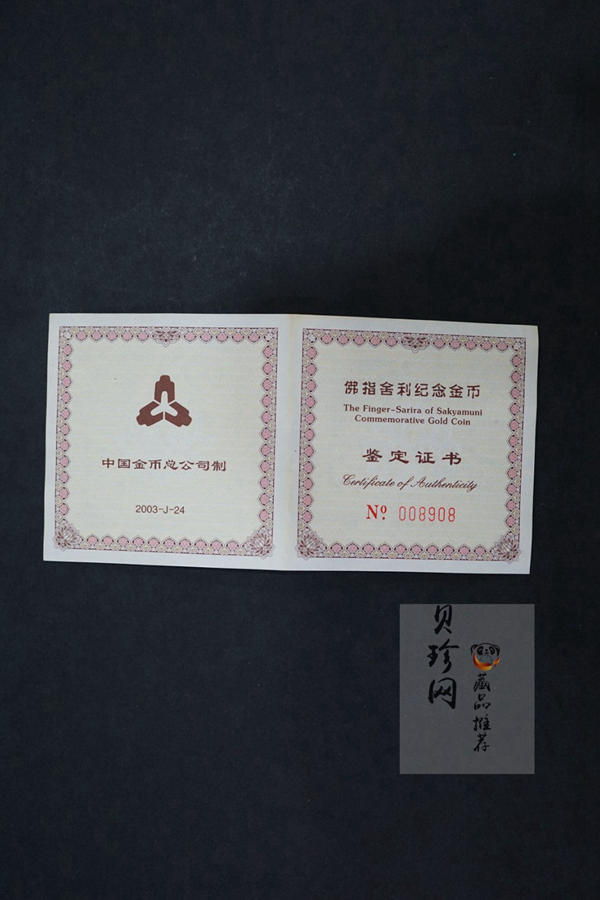 中国金币总公司制
2003-J-24
佛指舍利纪念金币
The Finger-Sarira of Sakyamuni
Commemorative Gold Coin
鉴定证书
Certificate of Authenticity
Nº 008908
贝珍网
藏品推荐